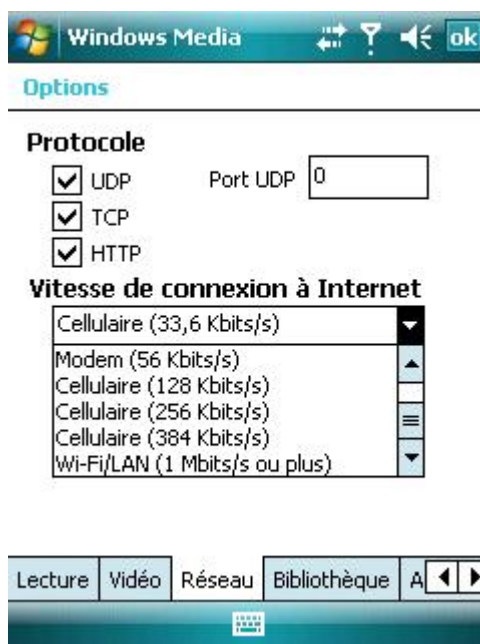 Windows Media ok
Options
Protocole
UDP Port UDP 0
TCP
HTTP
Vitesse de connexion à Internet
Cellulaire (33,6 Kbits/s)
Modem (56 Kbits/s)
Cellulaire (128 Kbits/s)
Cellulaire (256 Kbits/s)
Cellulaire (384 Kbits/s)
Wi-Fi/LAN (1 Mbits/s ou plus)
Lecture Vidéo Réseau Bibliothèque A